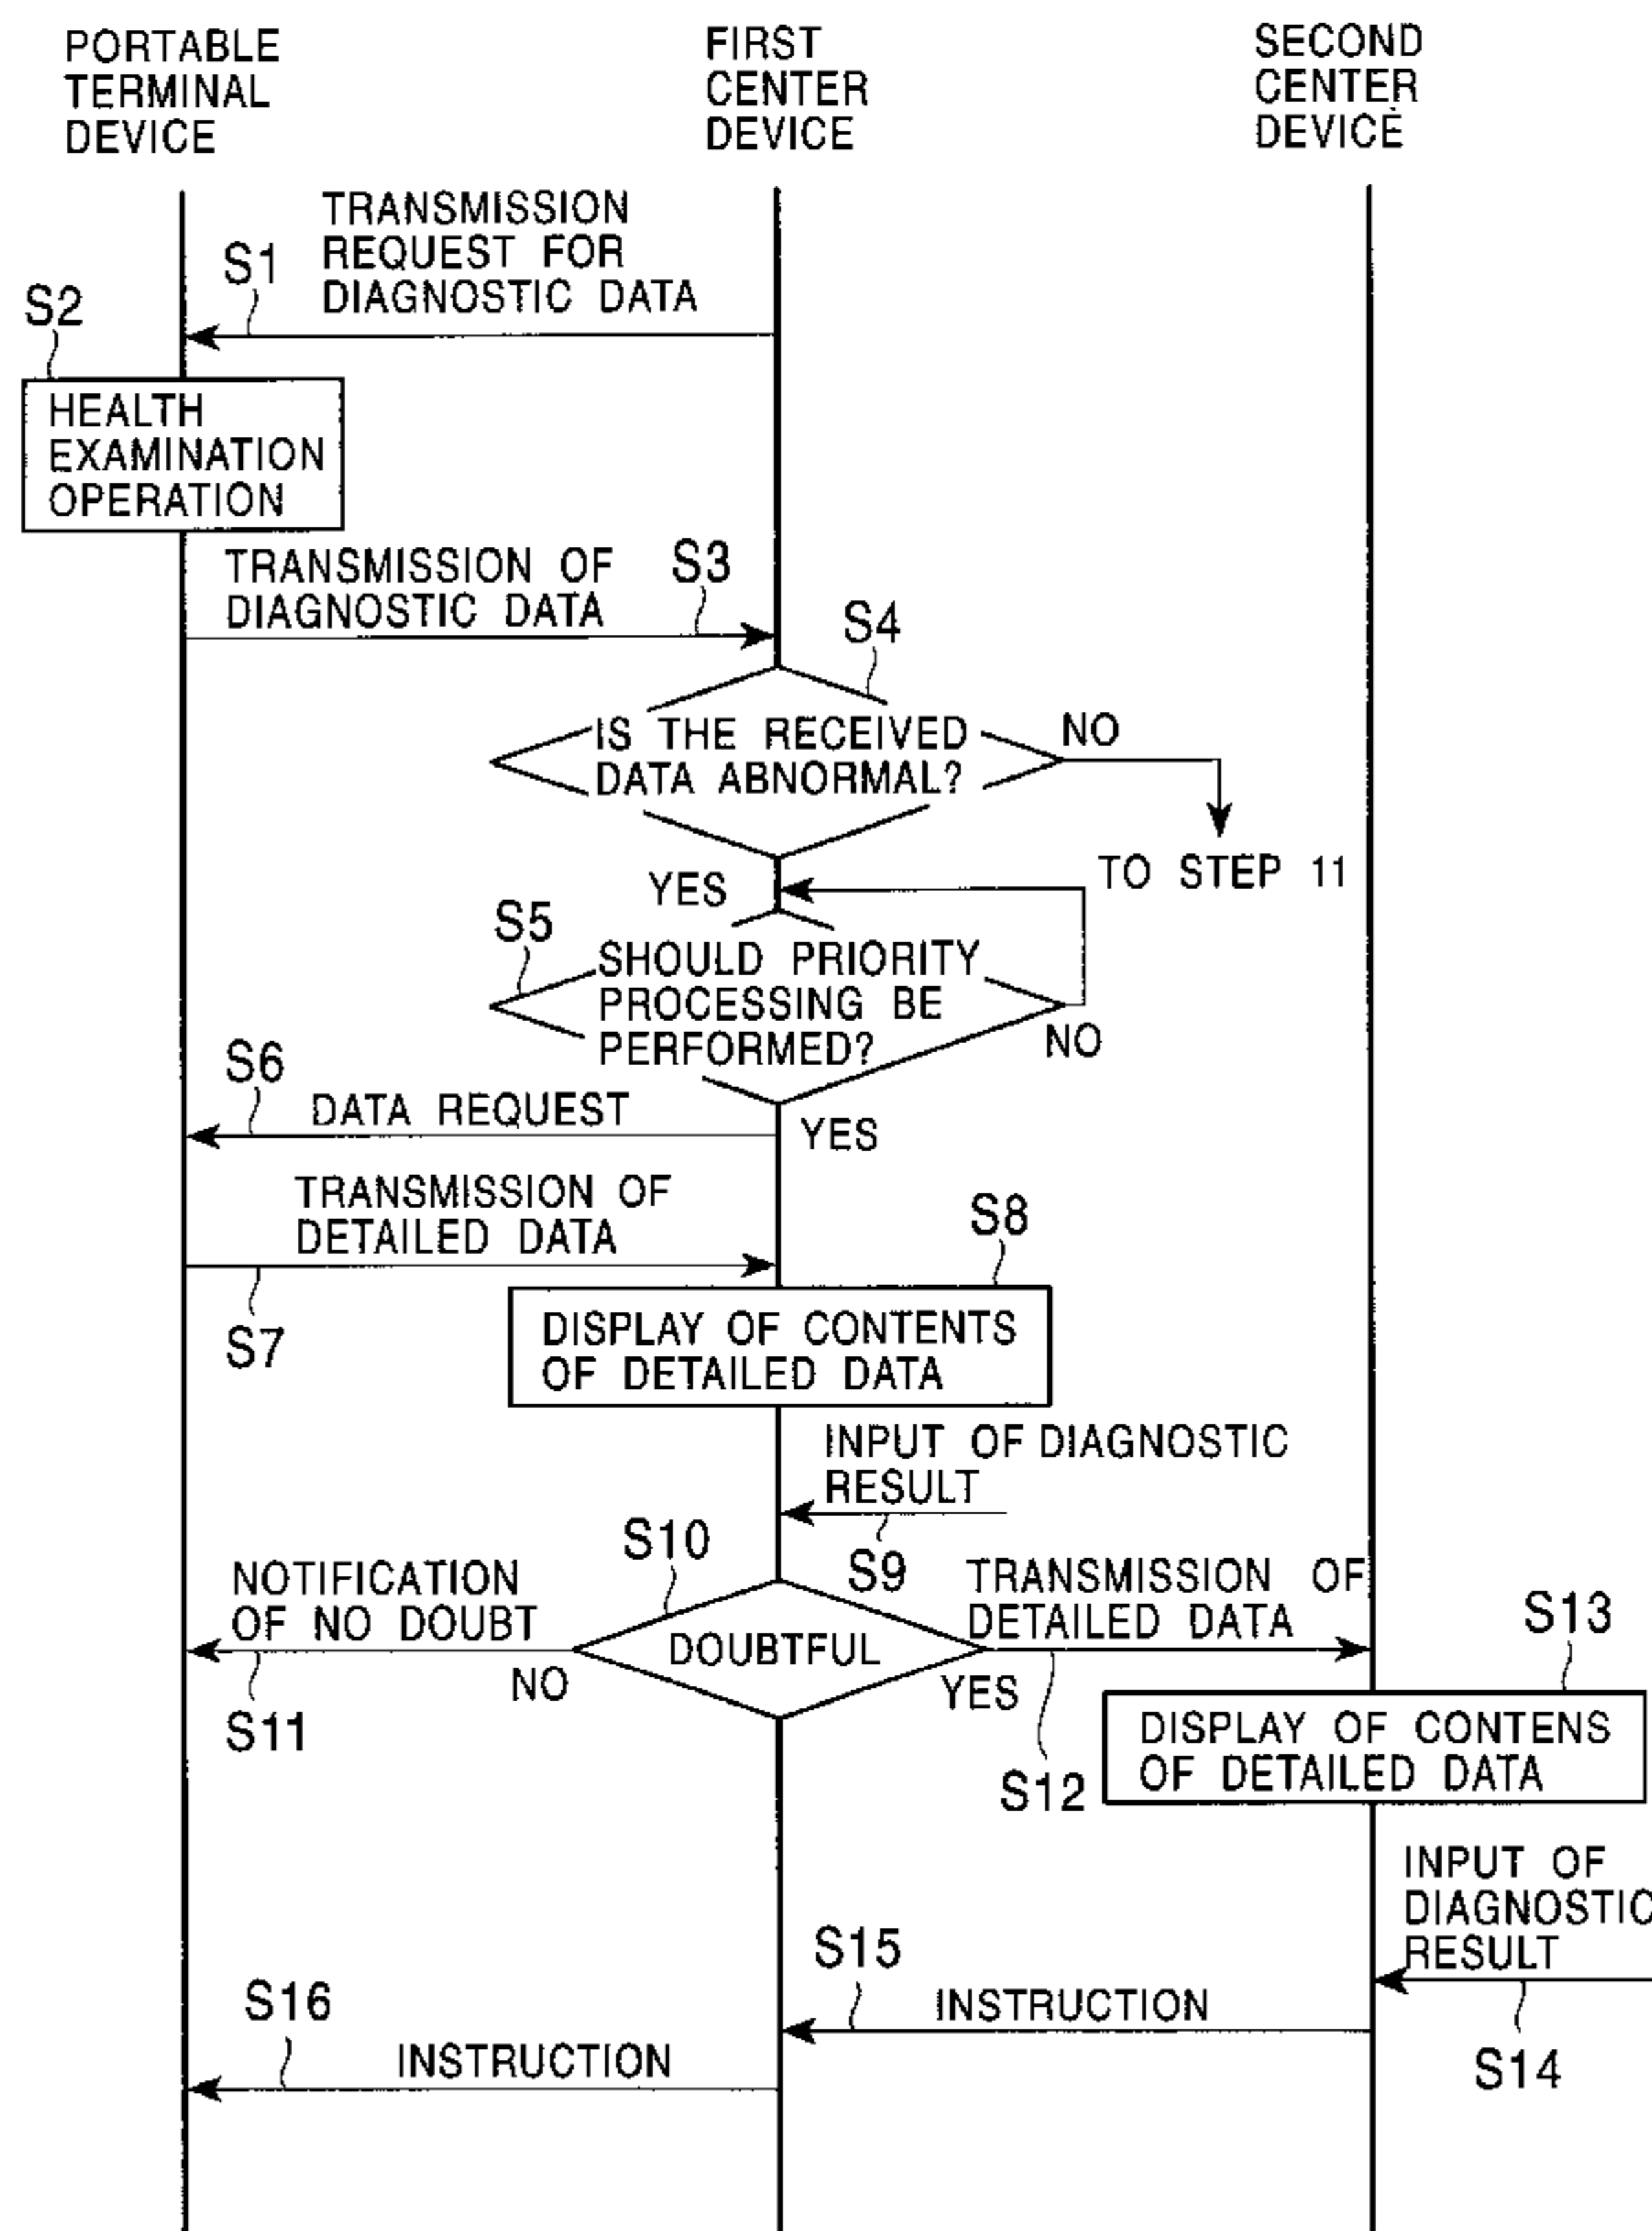 PORTABLE
TERMINAL
DEVICE
FIRST
CENTER
DEVICE
SECOND
CENTER
DEVICE
TRANSMISSION
REQUEST FOR
DIAGNOSTIC DATA
S1
S2
HEALTH
EXAMINATION
OPERATION
TRANSMISSION OF
DIAGNOSTIC DATA
S3
S4
IS THE RECEIVED
DATA ABNORMAL?
NO
TO STEP 11
YES
S5
SHOULD PRIORITY
PROCESSING BE
PERFORMED?
NO
S6
DATA REQUEST
YES
TRANSMISSION OF
DETAILED DATA
S7
S8
DISPLAY OF CONTENTS
OF DETAILED DATA
INPUT OF DIAGNOSTIC
RESULT
S9
S10
NOTIFICATION
OF NO DOUBT
NO
S11
DOUBTFUL
TRANSMISSION OF
DETAILED DATA
YES
S12
S13
DISPLAY OF CONTENS
OF DETAILED DATA
INPUT OF
DIAGNOSTIC
RESULT
S14
S15
INSTRUCTION
S16
INSTRUCTION